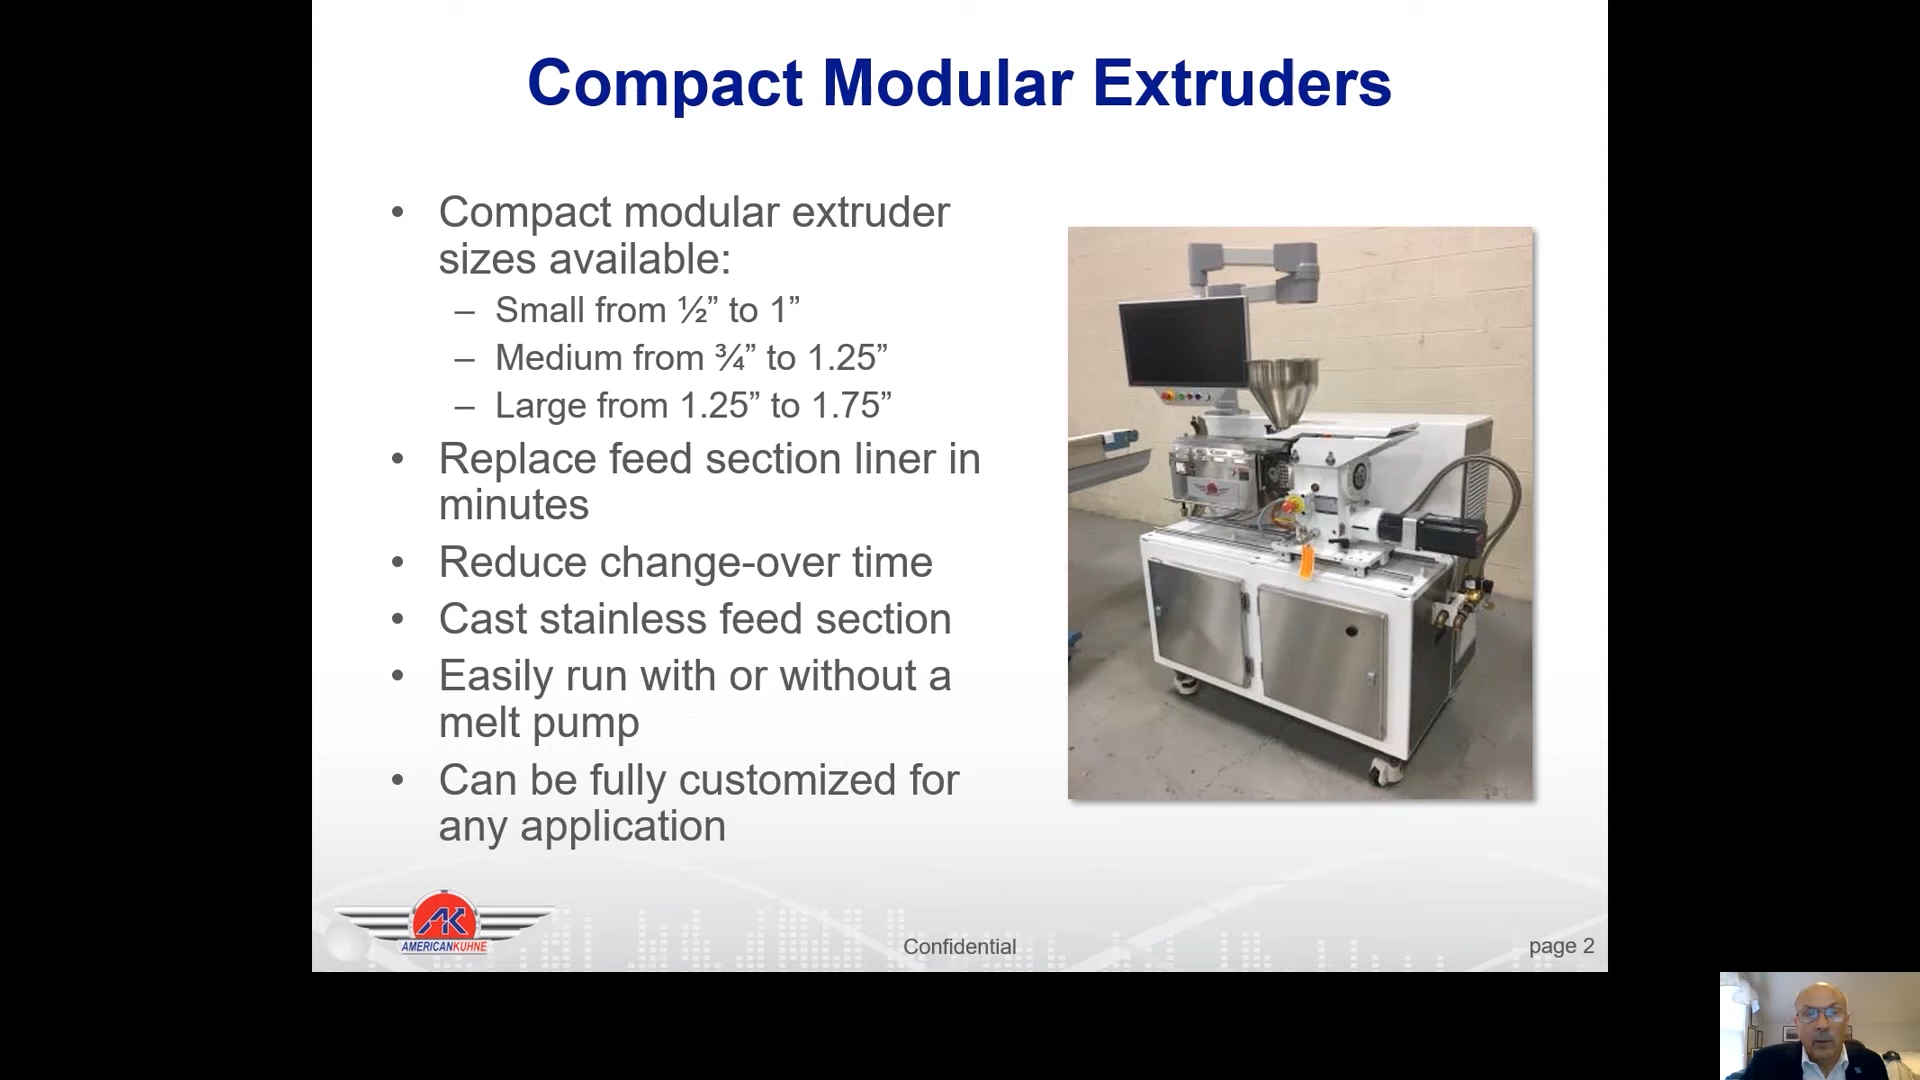 Compact Modular Extruders
• Compact modular extruder
sizes available:
– Small from ½” to 1”
– Medium from ¾” to 1.25”
– Large from 1.25” to 1.75”
• Replace feed section liner in
minutes
• Reduce change-over time
• Cast stainless feed section
• Easily run with or without a
melt pump
• Can be fully customized for
any application
AK
AMERICANKUHNE
Confidential
page 2